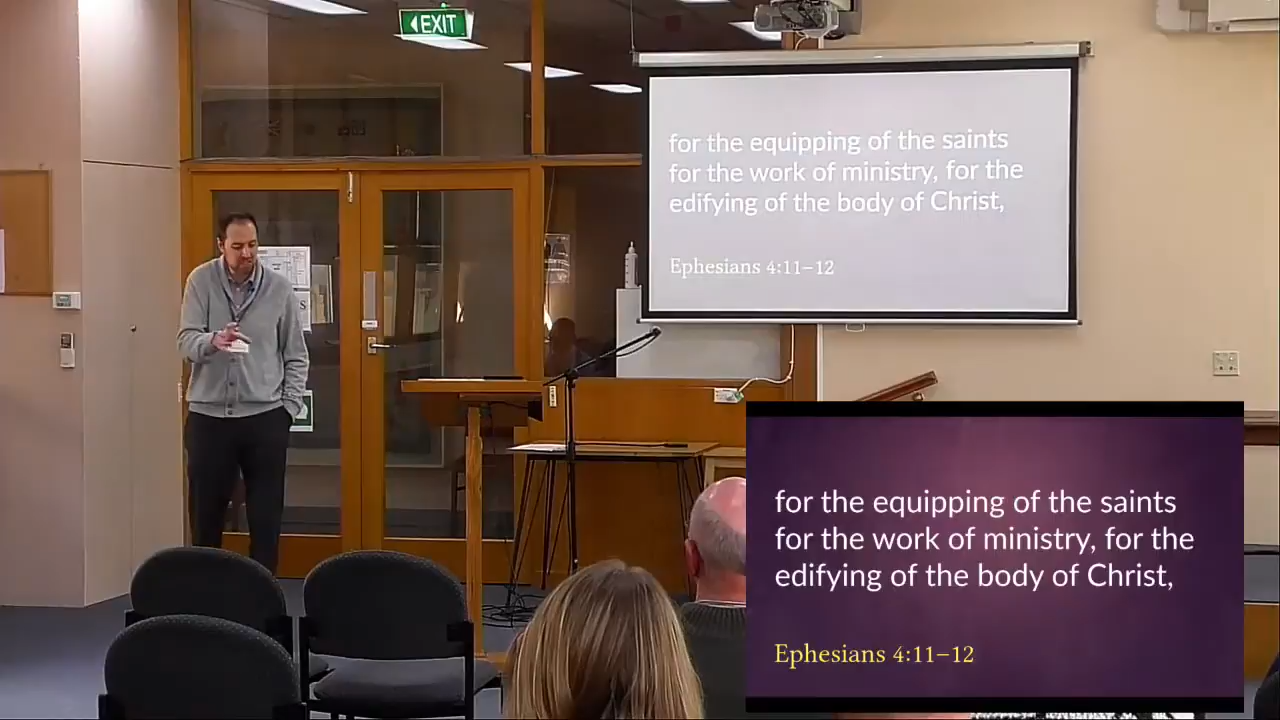 EXIT
for the equipping of the saints
for the work of ministry, for the
edifying of the body of Christ,
Ephesians 4:11–12
for the equipping of the saints
for the work of ministry, for the
edifying of the body of Christ,
Ephesians 4:11–12